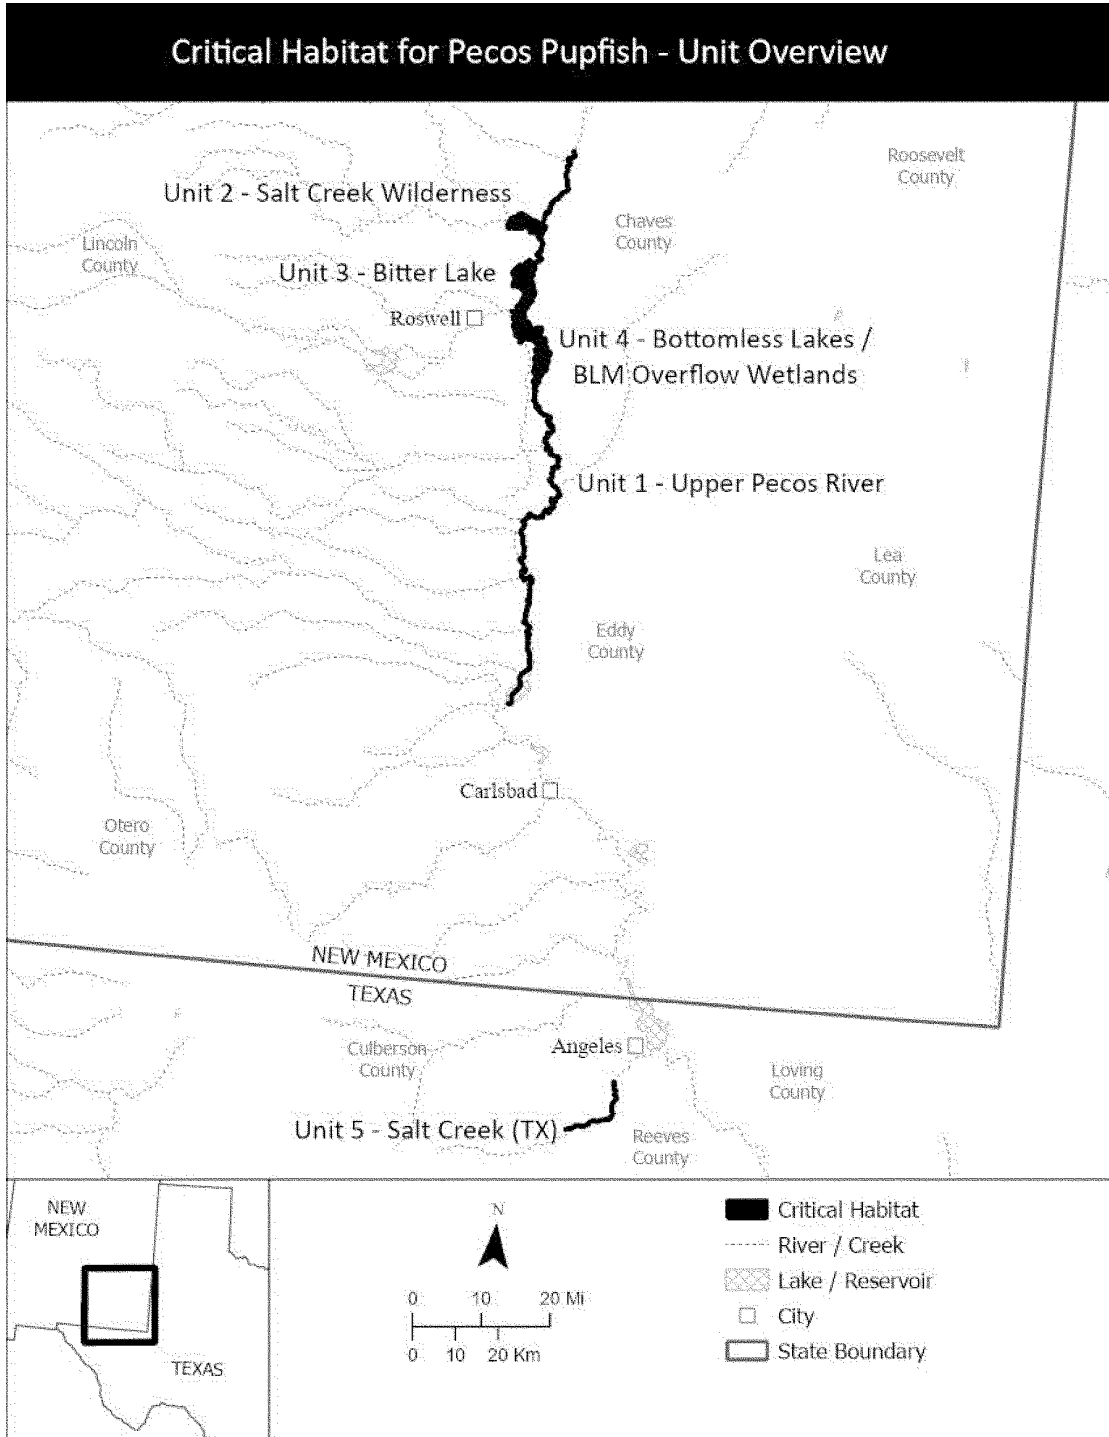 Critical Habitat for Pecos Pupfish - Unit Overview
Roosevelt
County
Unit 2 - Salt Creek Wilderness
Chaves
County
Lincoln
County
Unit 3 - Bitter Lake
Roswell
Unit 4 - Bottomless Lakes /
BLM Overflow Wetlands
Unit 1 - Upper Pecos River
Lea
County
Eddy
County
Carlsbad
Otero
County
NEW MEXICO
TEXAS
Culberson
County
Angeles
Loving
County
Unit 5 - Salt Creek (TX)
Reeves
County
NEW
MEXICO
TEXAS
N
0 10 20 Mi
0 10 20 Km
Critical Habitat
River / Creek
Lake / Reservoir
City
State Boundary